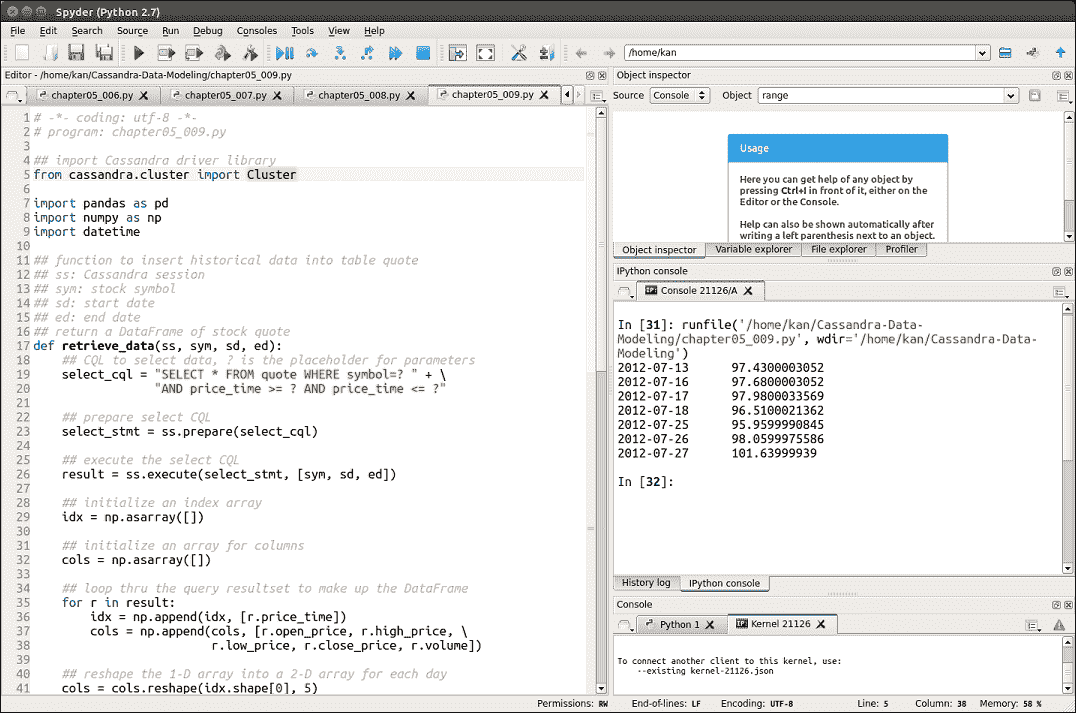 Spyder (Python 2.7)
File Edit Search Source Run Debug Consoles Tools View Help
/home/kan
Editor - /home/kan/Cassandra-Data-Modeling/chapter05_009.py
chapter05_006.py chapter05_007.py chapter05_008.py chapter05_009.py
1 # -*- coding: utf-8 -*-
2 # program: chapter05_009.py
3
4 ## import Cassandra driver library
5 from cassandra.cluster import Cluster
6
7 import pandas as pd
8 import numpy as np
9 import datetime
10
11 ## function to insert historical data into table quote
12 ## ss: Cassandra session
13 ## sym: stock symbol
14 ## sd: start date
15 ## ed: end date
16 ## return a DataFrame of stock quote
17 def retrieve_data(ss, sym, sd, ed):
18     ## CQL to select data, ? is the placeholder for parameters
19     select_cql = "SELECT * FROM quote WHERE symbol=? " + \
20                  "AND price_time >= ? AND price_time <= ?"
21
22     ## prepare select CQL
23     select_stmt = ss.prepare(select_cql)
24
25     ## execute the select CQL
26     result = ss.execute(select_stmt, [sym, sd, ed])
27
28     ## initialize an index array
29     idx = np.asarray([])
30
31     ## initialize an array for columns
32     cols = np.asarray([])
33
34     ## loop thru the query resultset to make up the DataFrame
35     for r in result:
36         idx = np.append(idx, [r.price_time])
37         cols = np.append(cols, [r.open_price, r.high_price, \
38                          r.low_price, r.close_price, r.volume])
39
40     ## reshape the 1-D array into a 2-D array for each day
41     cols = cols.reshape(idx.shape[0], 5)
Object inspector
Source Console Object range
Usage
Here you can get help of any object by
pressing Ctrl+I in front of it, either on the
Editor or the Console.
Help can also be shown automatically after
writing a left parenthesis next to an object.
Object inspector Variable explorer File explorer Profiler
IPython console
Console 21126/A
In [31]: runfile('/home/kan/Cassandra-Data-
Modeling/chapter05_009.py', wdir='/home/kan/Cassandra-Data-
Modeling')
2012-07-13 97.4300003052
2012-07-16 97.6800003052
2012-07-17 97.9800033569
2012-07-18 96.5100021362
2012-07-25 95.9599990845
2012-07-26 98.0599975586
2012-07-27 101.63999939
In [32]:
History log IPython console
Console
Python 1 Kernel 21126
To connect another client to this kernel, use:
--existing kernel-21126.json
Permissions: RW End-of-lines: LF Encoding: UTF-8 Line: 5 Column: 38 Memory: 58 %